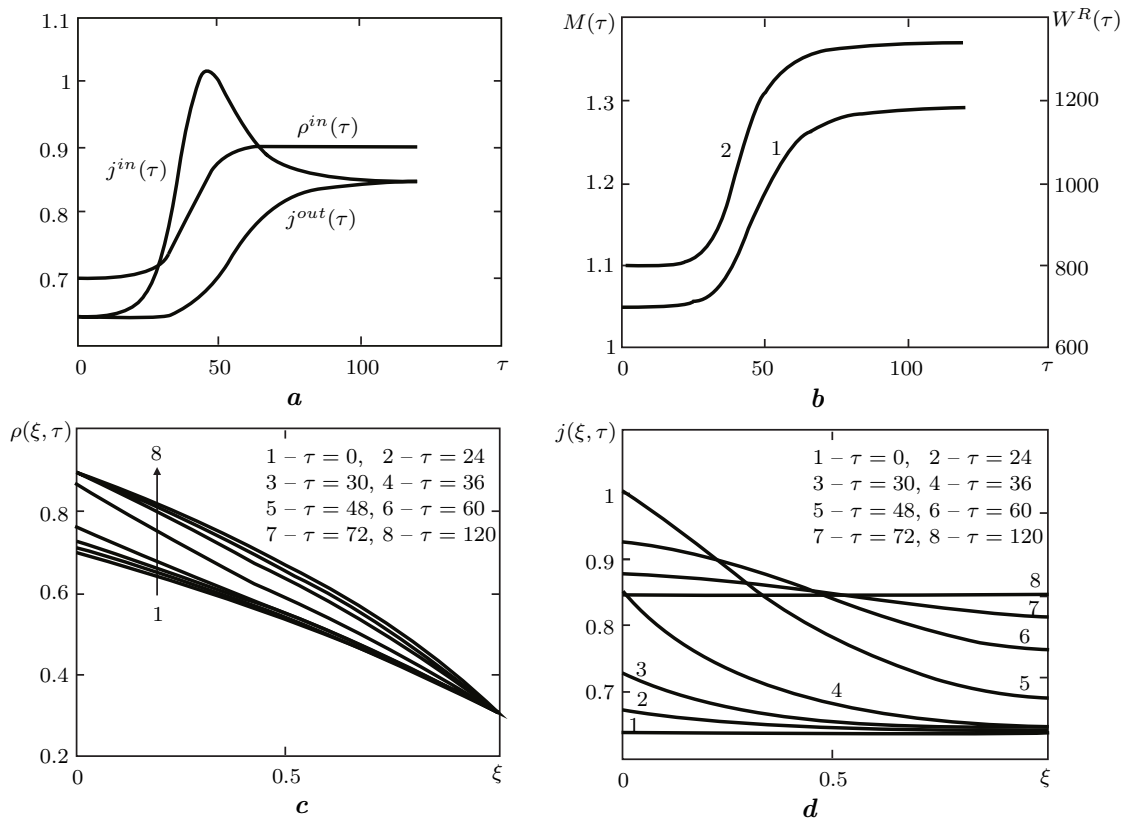 1.1
1
0.9
0.8
0.7
0 50 100 τ
j^{in}(τ)
ρ^{in}(τ)
j^{out}(τ)
a
M(τ)
W^R(τ)
1.3
1.2
1.1
1
1200
1000
800
600
2
1
0 50 100 τ
b
ρ(ξ, τ)
0.8
0.6
0.4
0.2
8
1
1 – τ = 0, 2 – τ = 24
3 – τ = 30, 4 – τ = 36
5 – τ = 48, 6 – τ = 60
7 – τ = 72, 8 – τ = 120
0 0.5 ξ
c
j(ξ, τ)
1
0.9
0.8
0.7
1 – τ = 0, 2 – τ = 24
3 – τ = 30, 4 – τ = 36
5 – τ = 48, 6 – τ = 60
7 – τ = 72, 8 – τ = 120
8
7
6
5
4
3
2
1
0 0.5 ξ
d